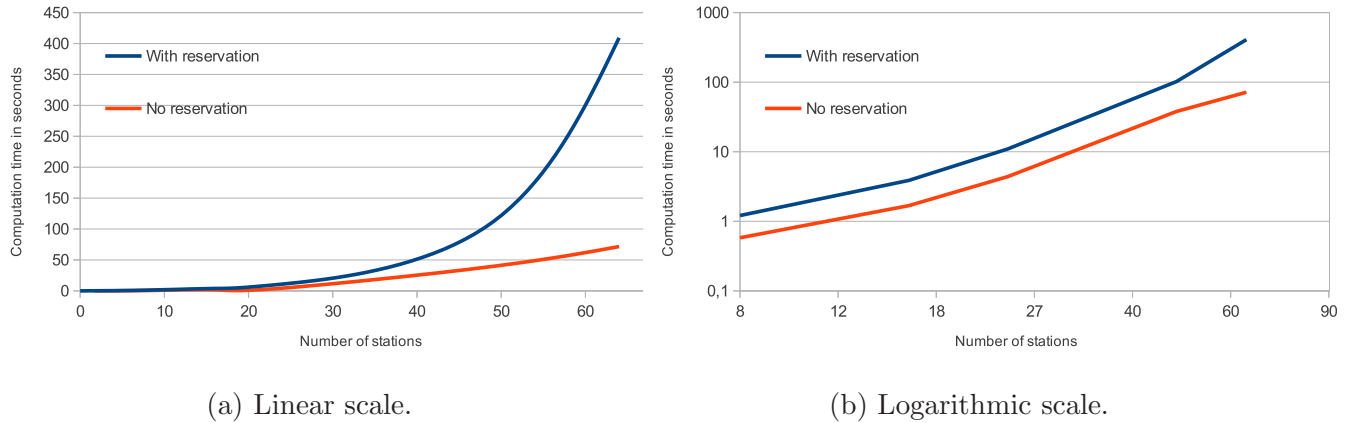 450
400
350
300
250
200
150
100
50
0
Computation time in seconds
With reservation
No reservation
0 10 20 30 40 50 60
Number of stations
(a) Linear scale.
1000
100
10
1
0,1
Computation time in seconds
With reservation
No reservation
8 12 18 27 40 60 90
Number of stations
(b) Logarithmic scale.